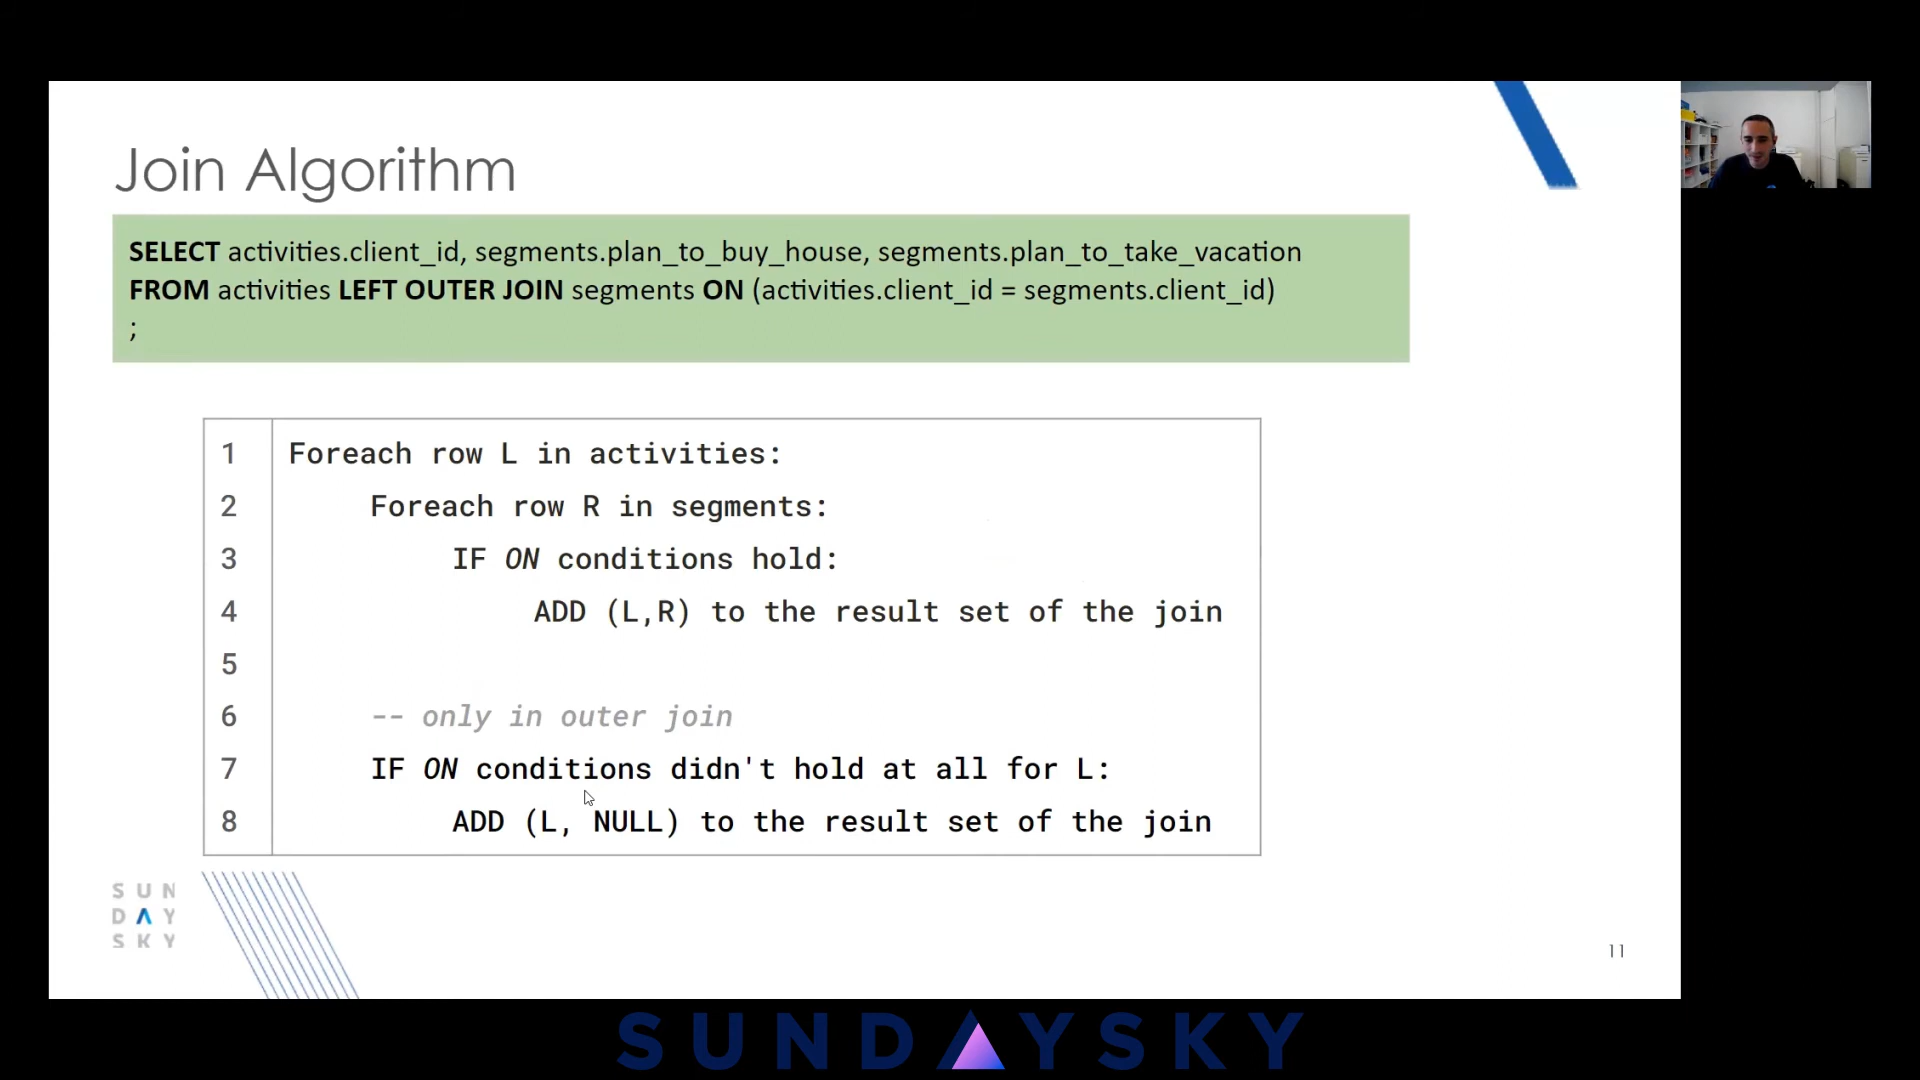 Join Algorithm
SELECT activities.client_id, segments.plan_to_buy_house, segments.plan_to_take_vacation
FROM activities LEFT OUTER JOIN segments ON (activities.client_id = segments.client_id)
;
1 Foreach row L in activities:
2 Foreach row R in segments:
3 IF ON conditions hold:
4 ADD (L,R) to the result set of the join
5
6 -- only in outer join
7 IF ON conditions didn't hold at all for L:
8 ADD (L, NULL) to the result set of the join
SUN
DAY
SKY
11
SUNDAYSKY